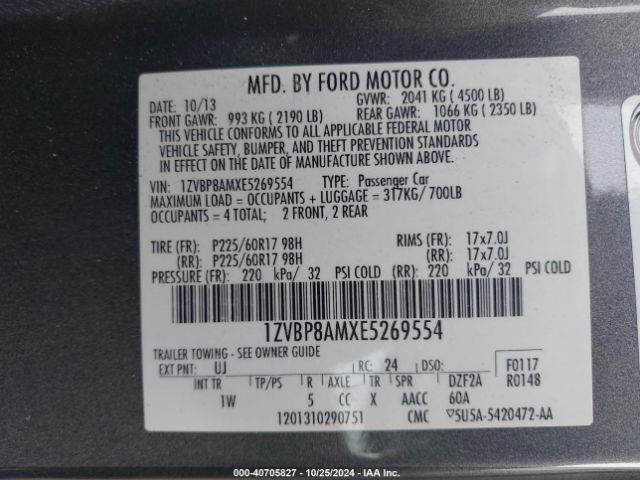 MFD. BY FORD MOTOR CO.
DATE: 10/13 GVWR: 2041 KG (4500 LB)
FRONT GAWR: 993 KG (2190 LB) REAR GAWR: 1066 KG (2350 LB)
THIS VEHICLE CONFORMS TO ALL APPLICABLE FEDERAL MOTOR
VEHICLE SAFETY, BUMPER, AND THEFT PREVENTION STANDARDS
IN EFFECT ON THE DATE OF MANUFACTURE SHOWN ABOVE.
VIN: 1ZVBP8AMXE5269554 TYPE: Passenger Car
MAXIMUM LOAD = OCCUPANTS + LUGGAGE = 317KG/ 700LB
OCCUPANTS = 4 TOTAL; 2 FRONT, 2 REAR
TIRE (FR): P225/60R17 98H RIMS (FR): 17x7.0J
(RR): P225/60R17 98H (RR): 17x7.0J
PRESSURE (FR): 220 kPa/ 32 PSI COLD (RR): 220 kPa/ 32 PSI COLD
1ZVBP8AMXE5269554
TRAILER TOWING - SEE OWNER GUIDE
EXT PNT: UJ RC: 24 DSO: F0117
INT TR TP/PS R AXLE TR SPR DZF2A R0148
1W 5 CC X AACC 60A
1201310290751 CMC ▽5U5A-5420472-AA
000-40705827 - 10/25/2024 - IAA Inc.